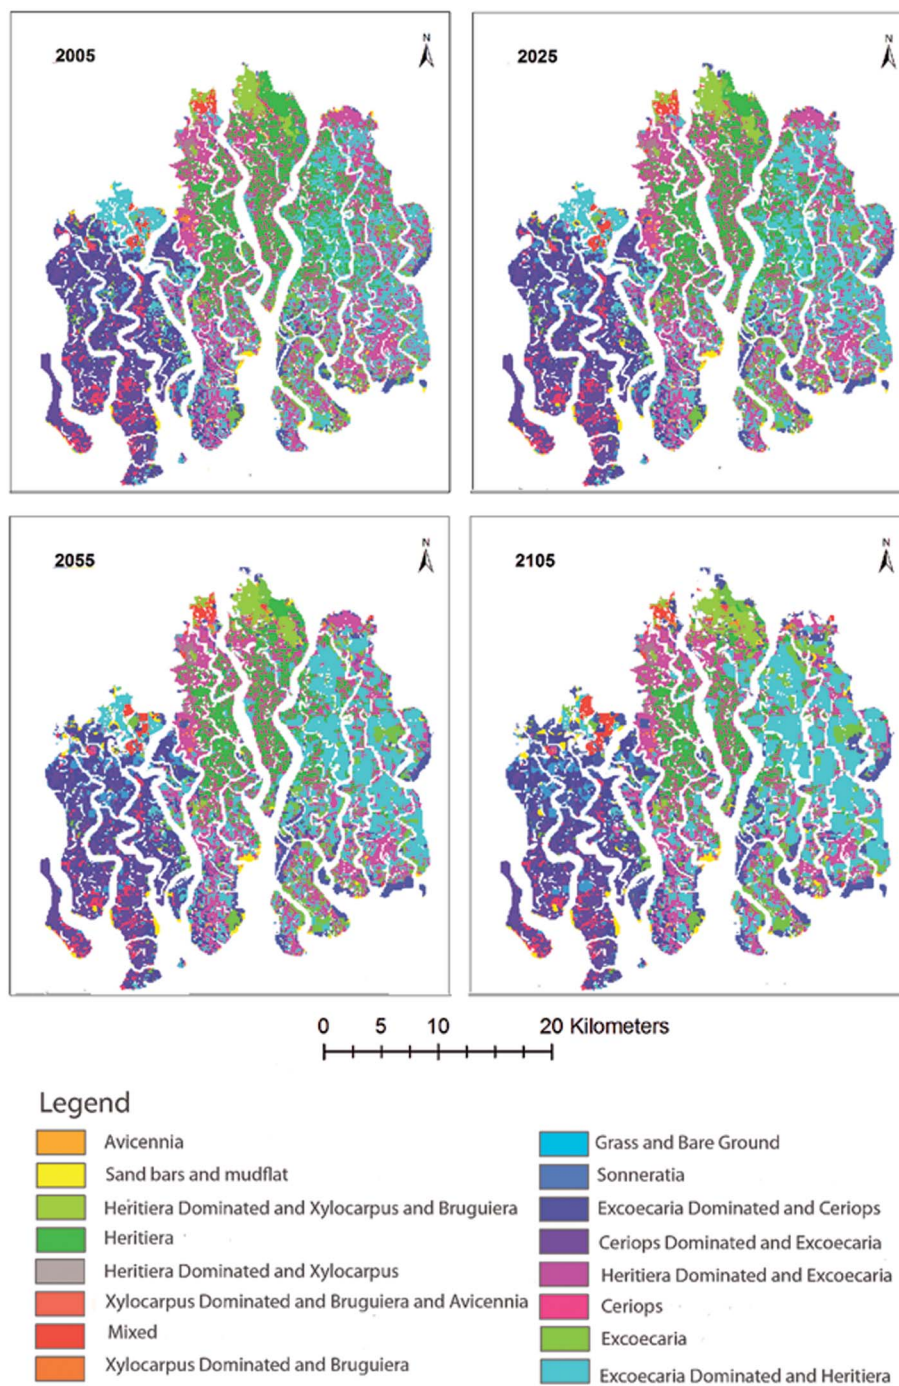 2005
N
2025
N
2055
N
2105
N
0 5 10 20 Kilometers
Legend
Avicennia
Sand bars and mudflat
Heritiera Dominated and Xylocarpus and Bruguiera
Heritiera
Heritiera Dominated and Xylocarpus
Xylocarpus Dominated and Bruguiera and Avicennia
Mixed
Xylocarpus Dominated and Bruguiera
Grass and Bare Ground
Sonneratia
Excoecaria Dominated and Ceriops
Ceriops Dominated and Excoecaria
Heritiera Dominated and Excoecaria
Ceriops
Excoecaria
Excoecaria Dominated and Heritiera